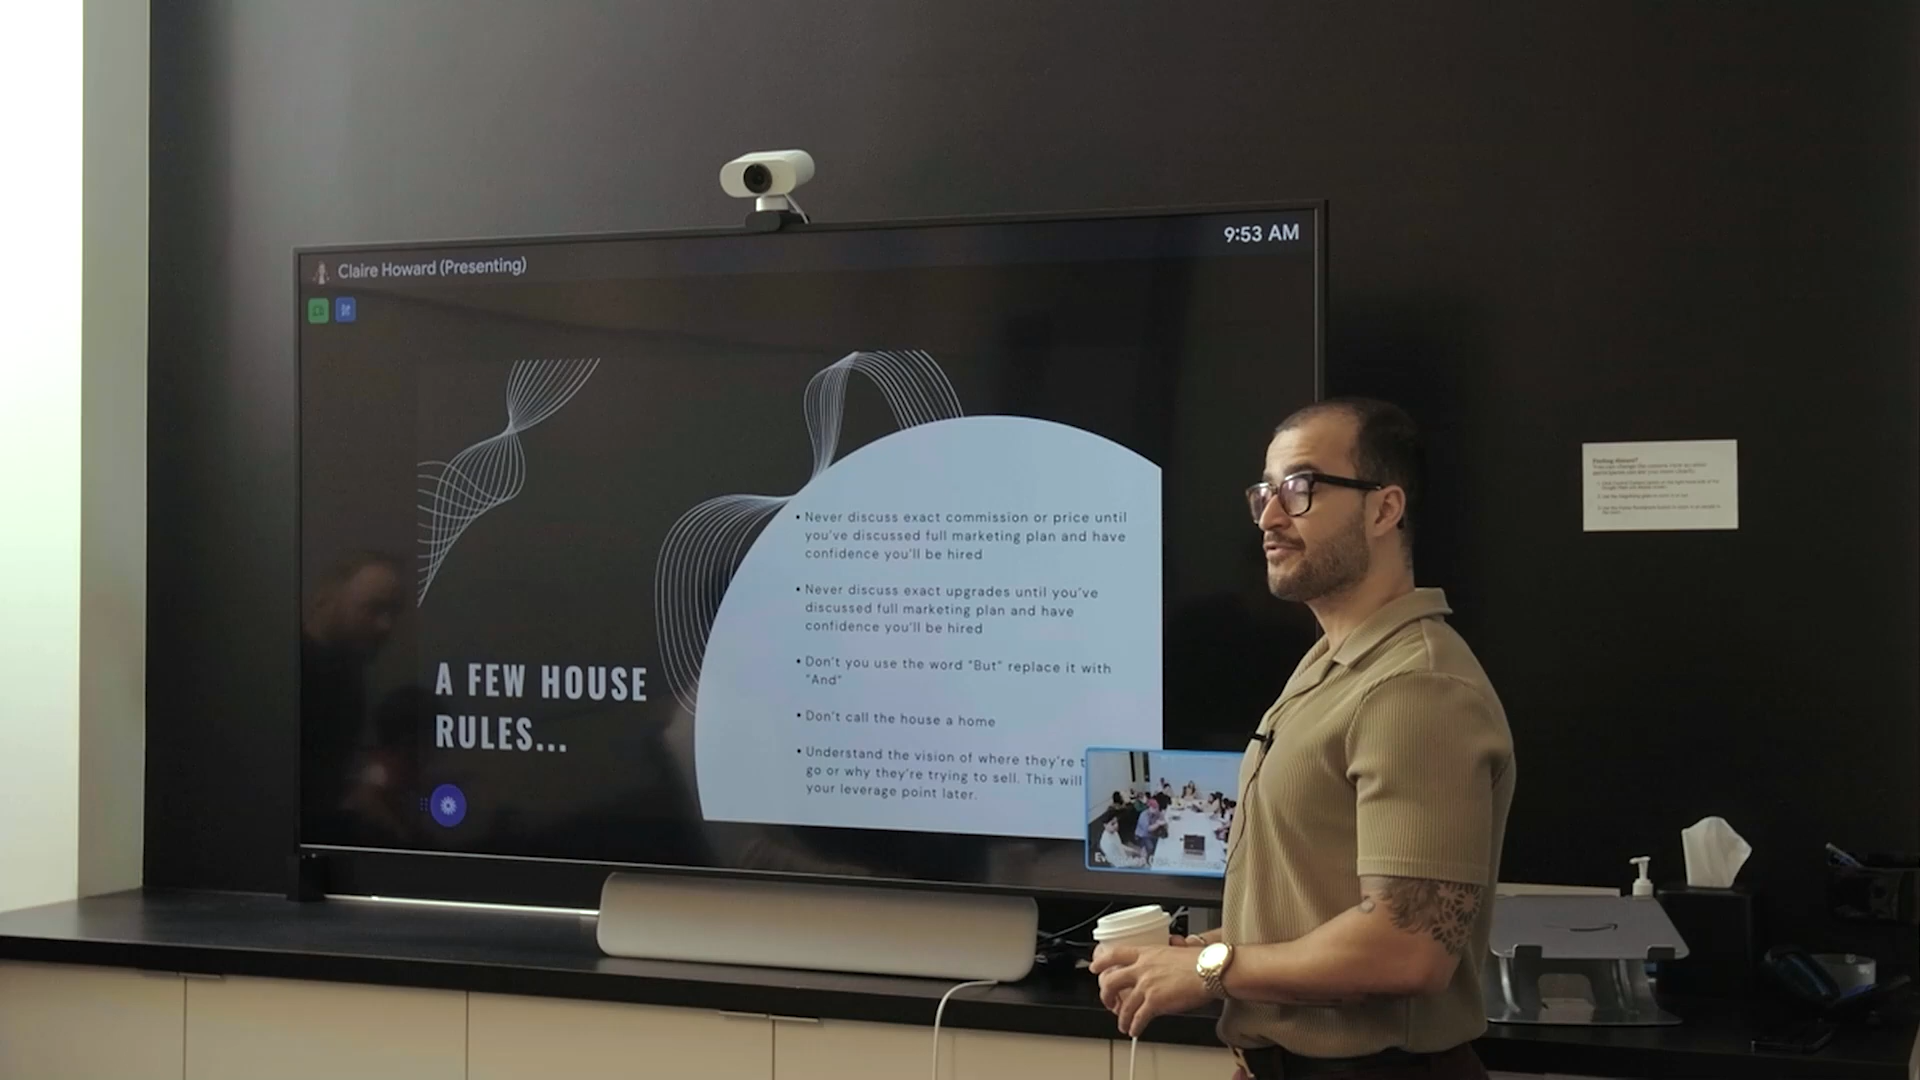 9:53 AM
Claire Howard (Presenting)
A FEW HOUSE
RULES...
• Never discuss exact commission or price until
you've discussed full marketing plan and have
confidence you'll be hired
• Never discuss exact upgrades until you've
discussed full marketing plan and have
confidence you'll be hired
• Don't you use the word "But" replace it with
"And"
• Don't call the house a home
• Understand the vision of where they're
go or why they're trying to sell. This will
your leverage point later.